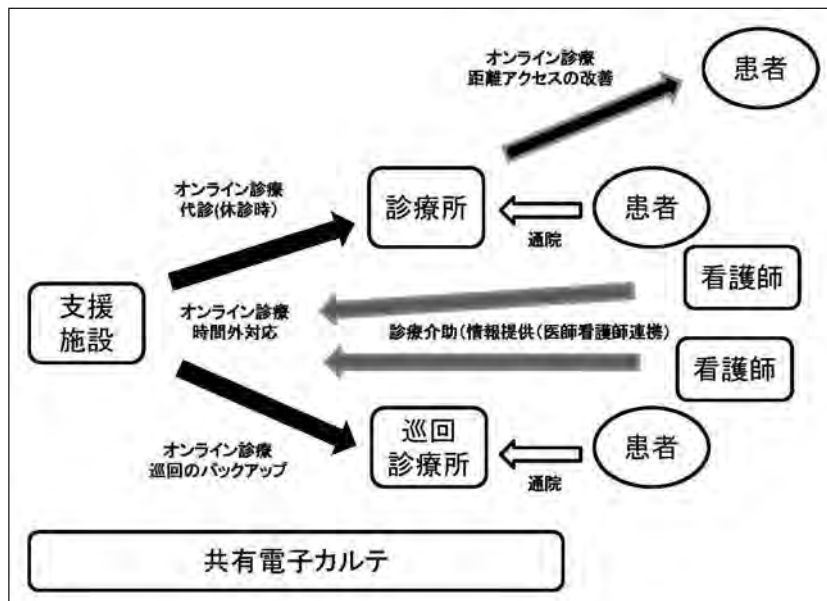 オンライン診療
距離アクセスの改善
患者
オンライン診療
代診(休診時)
診療所
患者
通院
看護師
支援
施設
オンライン診療
時間外対応
診療介助(情報提供(医師看護師連携)
看護師
オンライン診療
巡回のバックアップ
巡回
診療所
患者
通院
共有電子カルテ